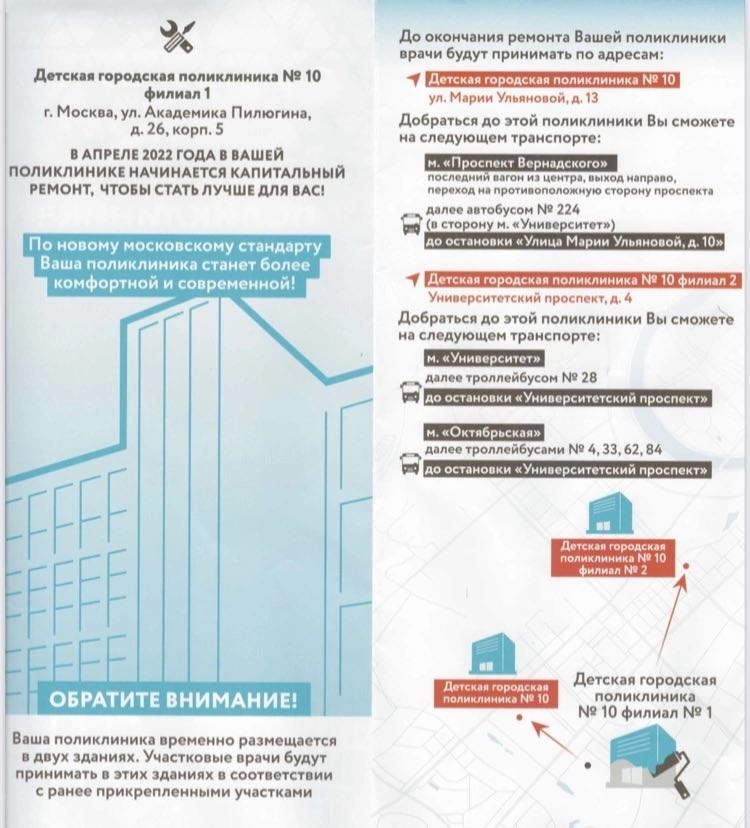 Детская городская поликлиника № 10
филиал 1
г. Москва, ул. Академика Пилюгина,
д. 26, корп. 5
В АПРЕЛЕ 2022 ГОДА В ВАШЕЙ
ПОЛИКЛИНИКЕ НАЧИНАЕТСЯ КАПИТАЛЬНЫЙ
РЕМОНТ, ЧТОБЫ СТАТЬ ЛУЧШЕ ДЛЯ ВАС!
По новому московскому стандарту
Ваша поликлиника станет более
комфортной и современной!
ОБРАТИТЕ ВНИМАНИЕ!
Ваша поликлиника временно размещается
в двух зданиях. Участковые врачи будут
принимать в этих зданиях в соответствии
с ранее прикрепленными участками
До окончания ремонта Вашей поликлиники
врачи будут принимать по адресам:
Детская городская поликлиника № 10
ул. Марии Ульяновой, д. 13
Добраться до этой поликлиники Вы сможете
на следующем транспорте:
м. «Проспект Вернадского»
последний вагон из центра, выход направо,
переход на противоположную сторону проспекта
далее автобусом № 224
(в сторону м. «Университет»)
до остановки «Улица Марии Ульяновой, д. 10»
Детская городская поликлиника № 10 филиал 2
Университетский проспект, д. 4
Добраться до этой поликлиники Вы сможете
на следующем транспорте:
м. «Университет»
далее троллейбусом № 28
до остановки «Университетский проспект»
м. «Октябрьская»
далее троллейбусами № 4, 33, 62, 84
до остановки «Университетский проспект»
Детская городская
поликлиника № 10
филиал № 2
Детская городская
поликлиника № 10
Детская городская
поликлиника
№ 10 филиал № 1